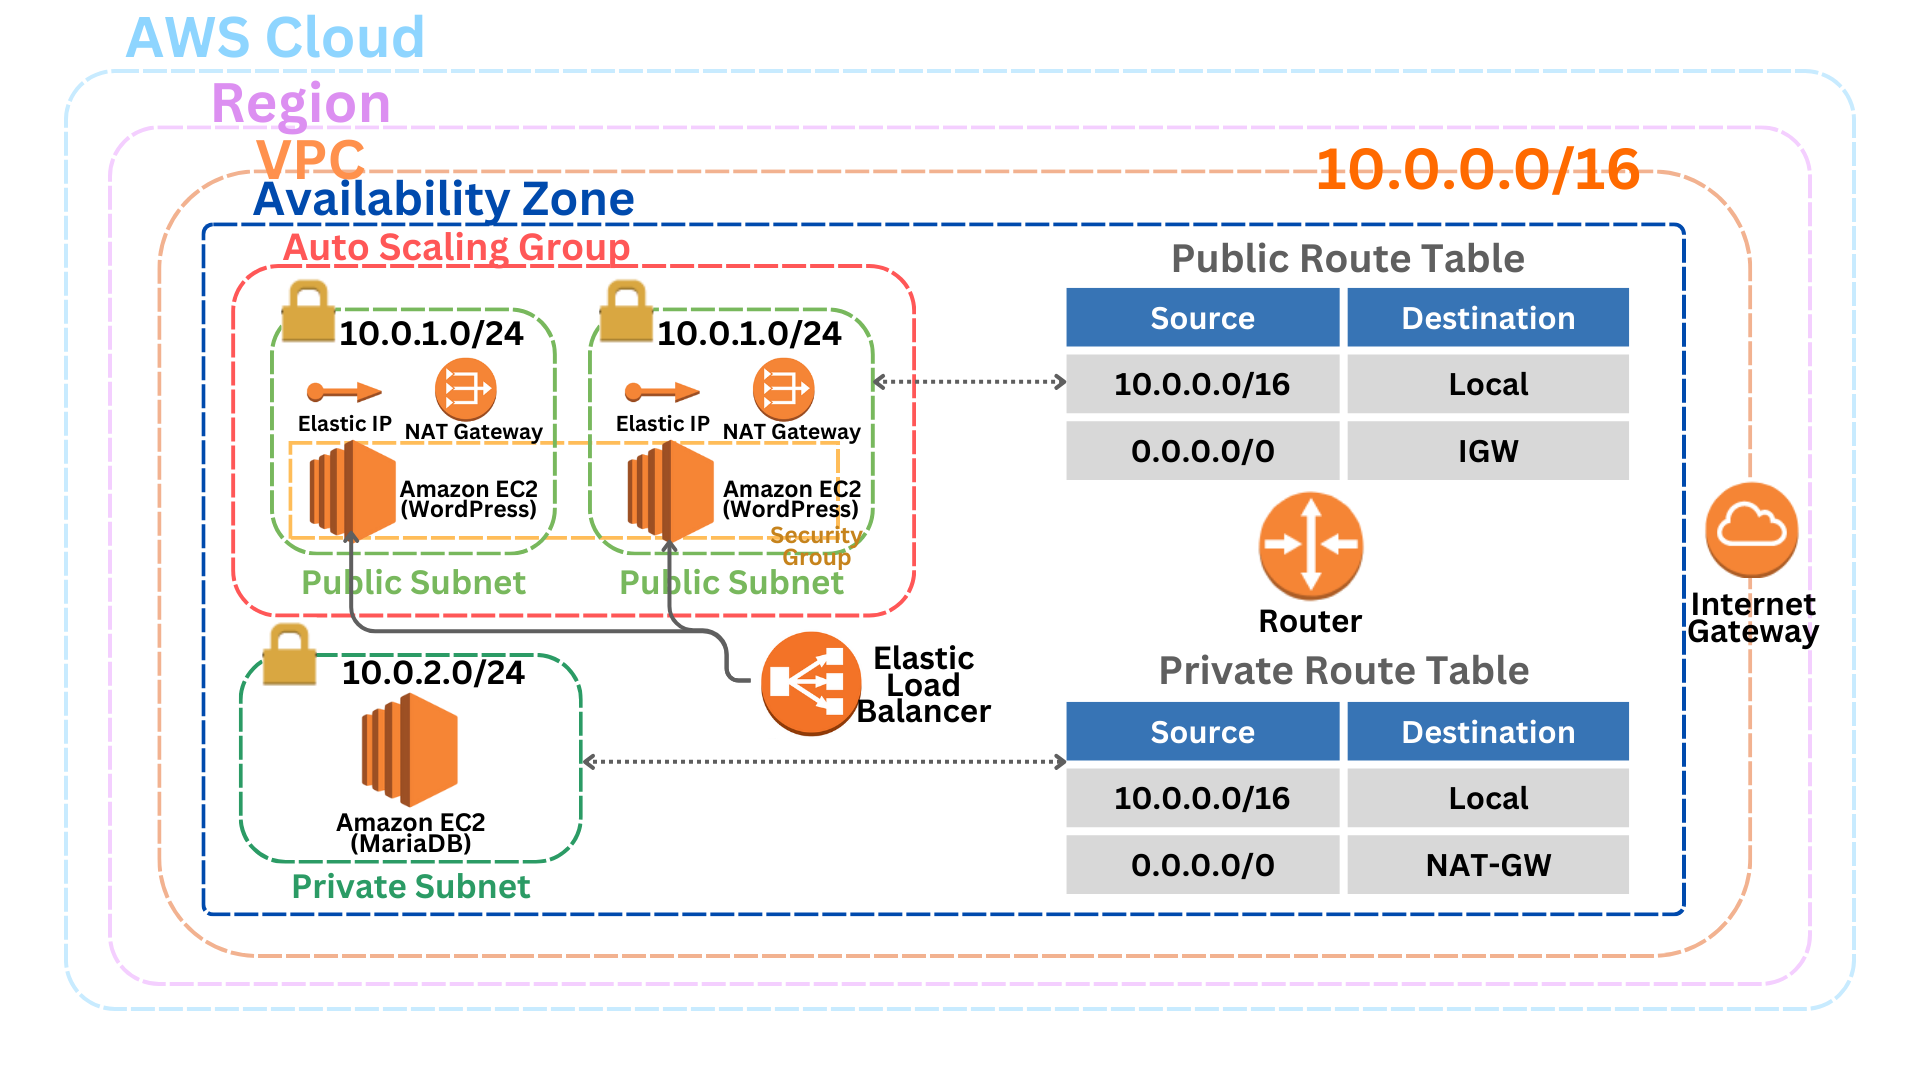 AWS Cloud
Region
VPC
10.0.0.0/16
Availability Zone
Auto Scaling Group
10.0.1.0/24
Elastic IP
NAT Gateway
Amazon EC2
(WordPress)
Public Subnet
10.0.1.0/24
Elastic IP
NAT Gateway
Amazon EC2
(WordPress)
Security
Group
Public Subnet
Public Route Table
Source Destination
10.0.0.0/16 Local
0.0.0.0/0 IGW
Router
Internet
Gateway
Elastic
Load
Balancer
10.0.2.0/24
Amazon EC2
(MariaDB)
Private Subnet
Private Route Table
Source Destination
10.0.0.0/16 Local
0.0.0.0/0 NAT-GW